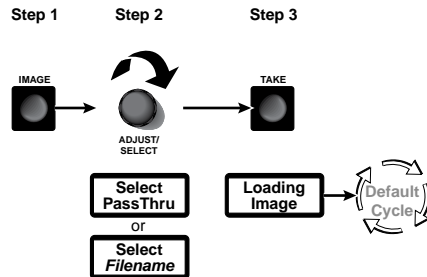 Step 1 Step 2 Step 3
IMAGE
TAKE
ADJUST/
SELECT
Select
PassThru
or
Select
Filename
Loading
Image
Default
Cycle